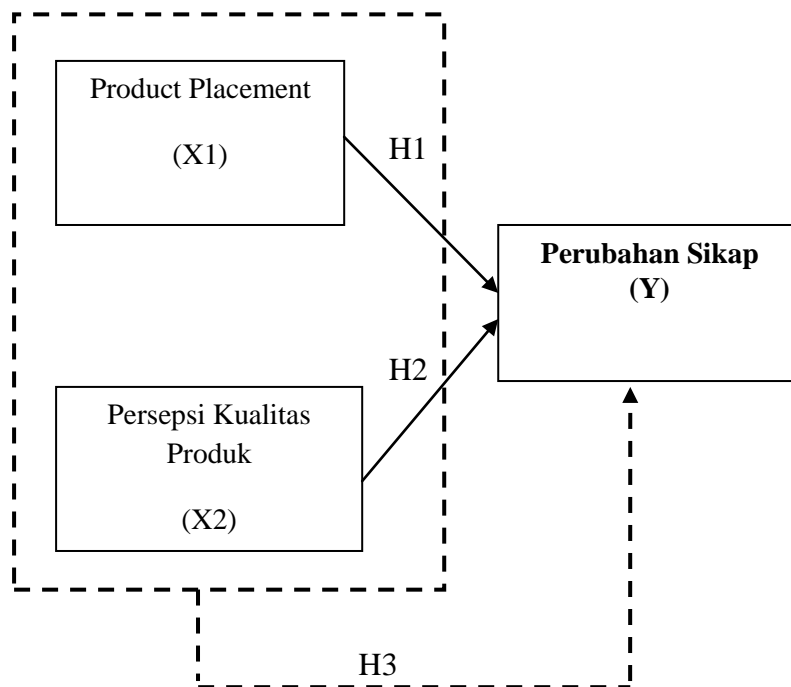 Product Placement
(X1)
H1
Perubahan Sikap
(Y)
H2
Persepsi Kualitas
Produk
(X2)
H3